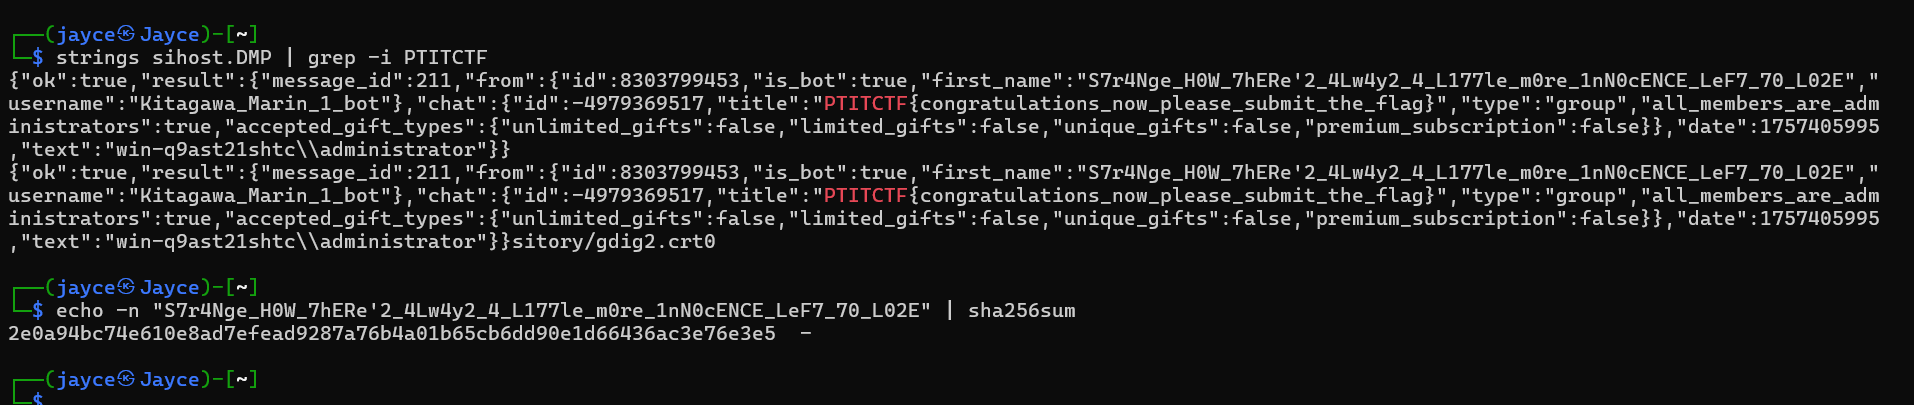 ┌──(jayce㉿Jayce)-[~]
└─$ strings sihost.DMP | grep -i PTITCTF
{"ok":true,"result":{"message_id":211,"from":{"id":8303799453,"is_bot":true,"first_name":"S7r4Nge_H0W_7hERe'2_4Lw4y2_4_L177le_m0re_1nN0cENCE_LeF7_70_L02E","
username":"Kitagawa_Marin_1_bot"},"chat":{"id":-4979369517,"title":"PTITCTF{congratulations_now_please_submit_the_flag}","type":"group","all_members_are_adm
inistrators":true,"accepted_gift_types":{"unlimited_gifts":false,"limited_gifts":false,"unique_gifts":false,"premium_subscription":false}},"date":1757405995
,"text":"win-q9ast21shtc\\administrator"}}
{"ok":true,"result":{"message_id":211,"from":{"id":8303799453,"is_bot":true,"first_name":"S7r4Nge_H0W_7hERe'2_4Lw4y2_4_L177le_m0re_1nN0cENCE_LeF7_70_L02E","
username":"Kitagawa_Marin_1_bot"},"chat":{"id":-4979369517,"title":"PTITCTF{congratulations_now_please_submit_the_flag}","type":"group","all_members_are_adm
inistrators":true,"accepted_gift_types":{"unlimited_gifts":false,"limited_gifts":false,"unique_gifts":false,"premium_subscription":false}},"date":1757405995
,"text":"win-q9ast21shtc\\administrator"}}sitory/gdig2.crt0
┌──(jayce㉿Jayce)-[~]
└─$ echo -n "S7r4Nge_H0W_7hERe'2_4Lw4y2_4_L177le_m0re_1nN0cENCE_LeF7_70_L02E" | sha256sum
2e0a94bc74e610e8ad7efead9287a76b4a01b65cb6dd90e1d66436ac3e76e3e5  -
┌──(jayce㉿Jayce)-[~]
└─$